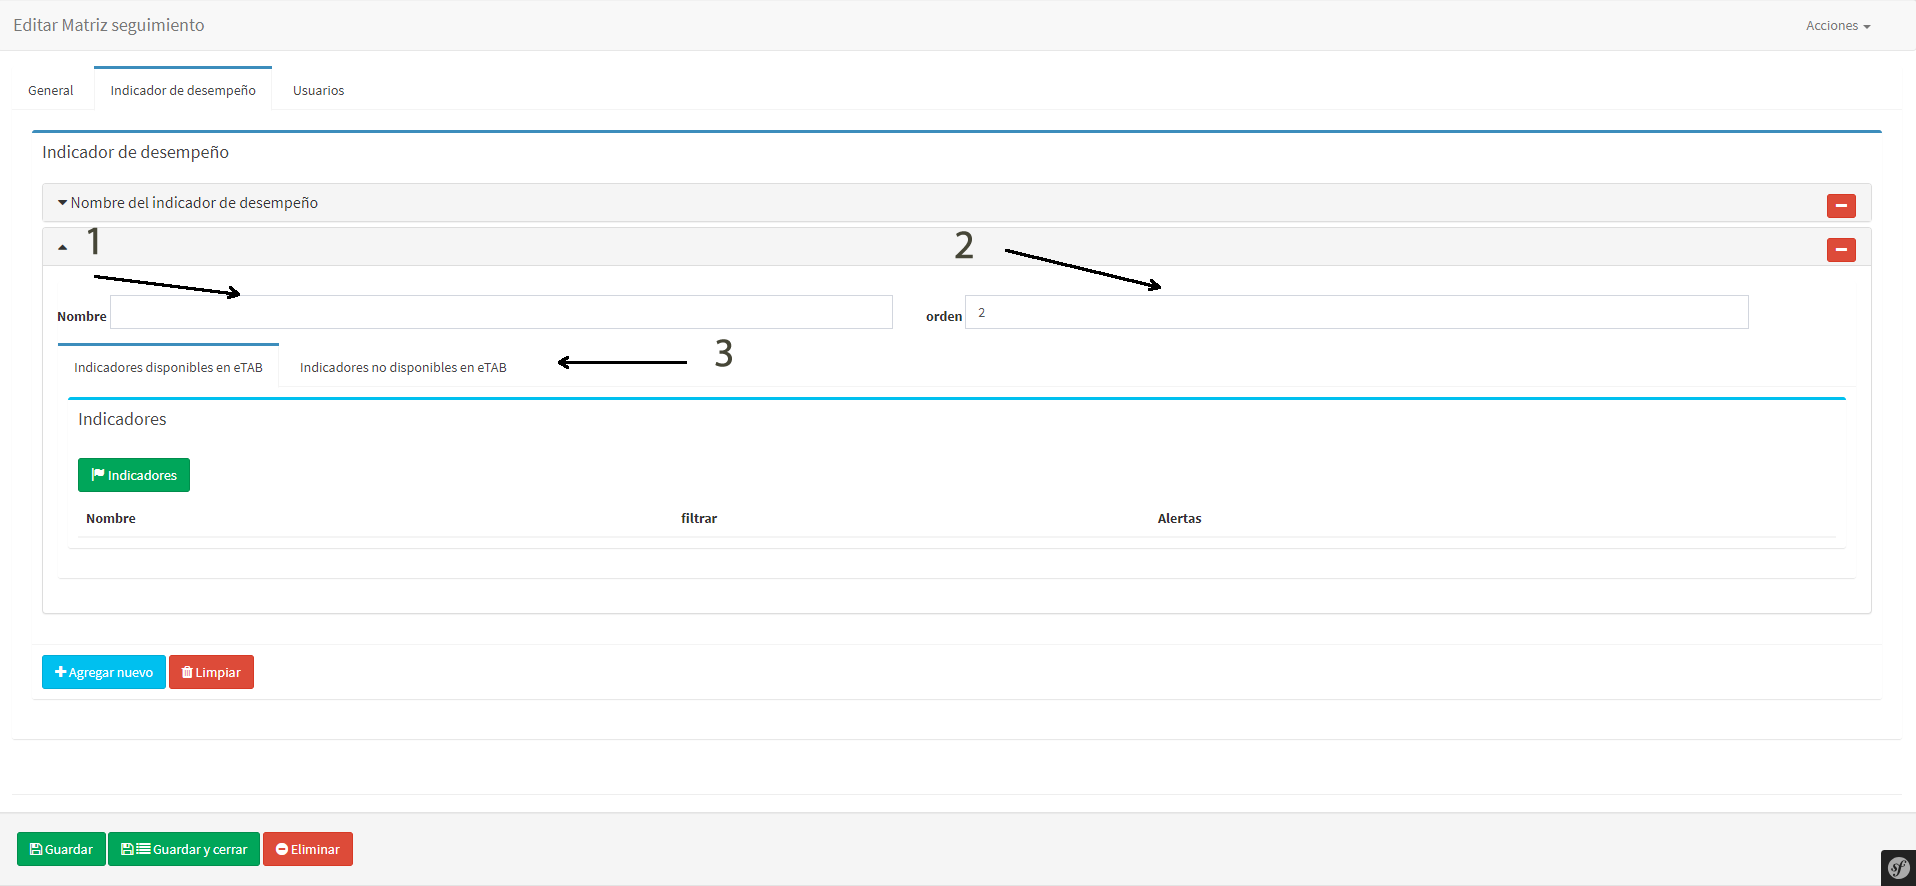 Editar Matriz seguimiento Acciones
General Indicador de desempeño Usuarios
Indicador de desempeño
Nombre del indicador de desempeño
1 2
Nombre orden 2
3
Indicadores disponibles en eTAB Indicadores no disponibles en eTAB
Indicadores
Indicadores
Nombre filtrar Alertas
Agregar nuevo Limpiar
Guardar Guardar y cerrar Eliminar
sf